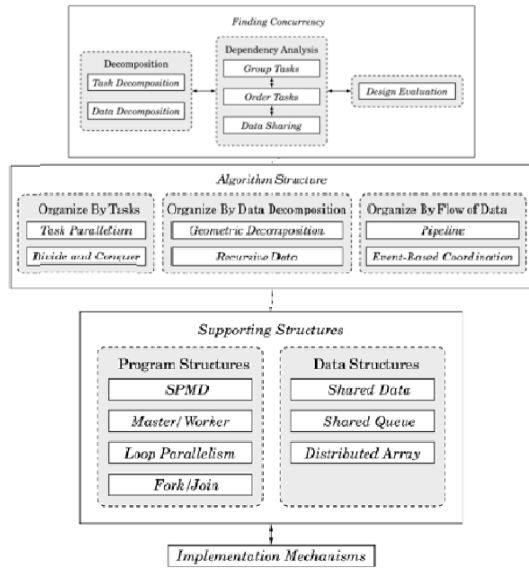 Finding Concurrency
Dependency Analysis
Decomposition
Group Tasks
Task Decomposition
Order Tasks
Design Evaluation
Data Decomposition
Data Sharing
Algorithm Structure
Organize By Tasks
Organize By Data Decomposition
Organize By Flow of Data
Task Parallelism
Geometric Decomposition
Pipeline
Divide and Conquer
Recursive Data
Event-Based Coordination
Supporting Structures
Program Structures
Data Structures
SPMD
Shared Data
Master/Worker
Shared Queue
Loop Parallelism
Distributed Array
Fork/Join
Implementation Mechanisms